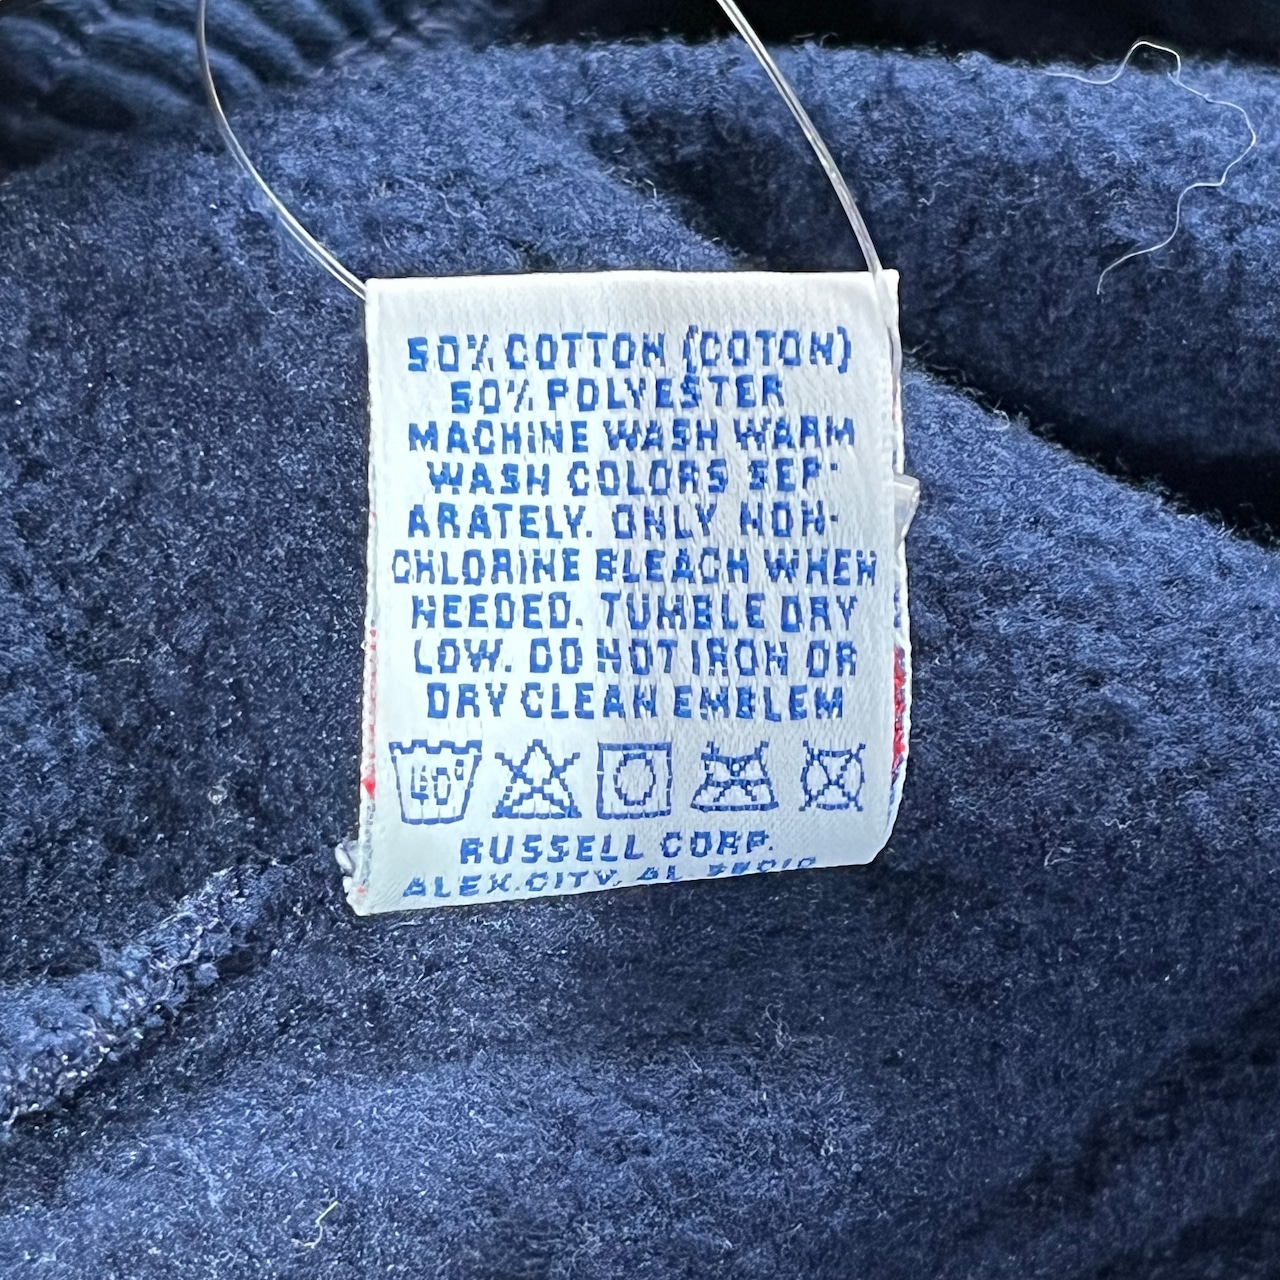 50% COTTON (COTON)
50% POLYESTER
MACHINE WASH WARM
WASH COLORS SEP-
ARATELY. ONLY NON-
CHLORINE BLEACH WHEN
NEEDED. TUMBLE DRY
LOW. DO NOT IRON OR
DRY CLEAN EMBLEM
40°
RUSSELL CORP.
ALEX.CITY, AL